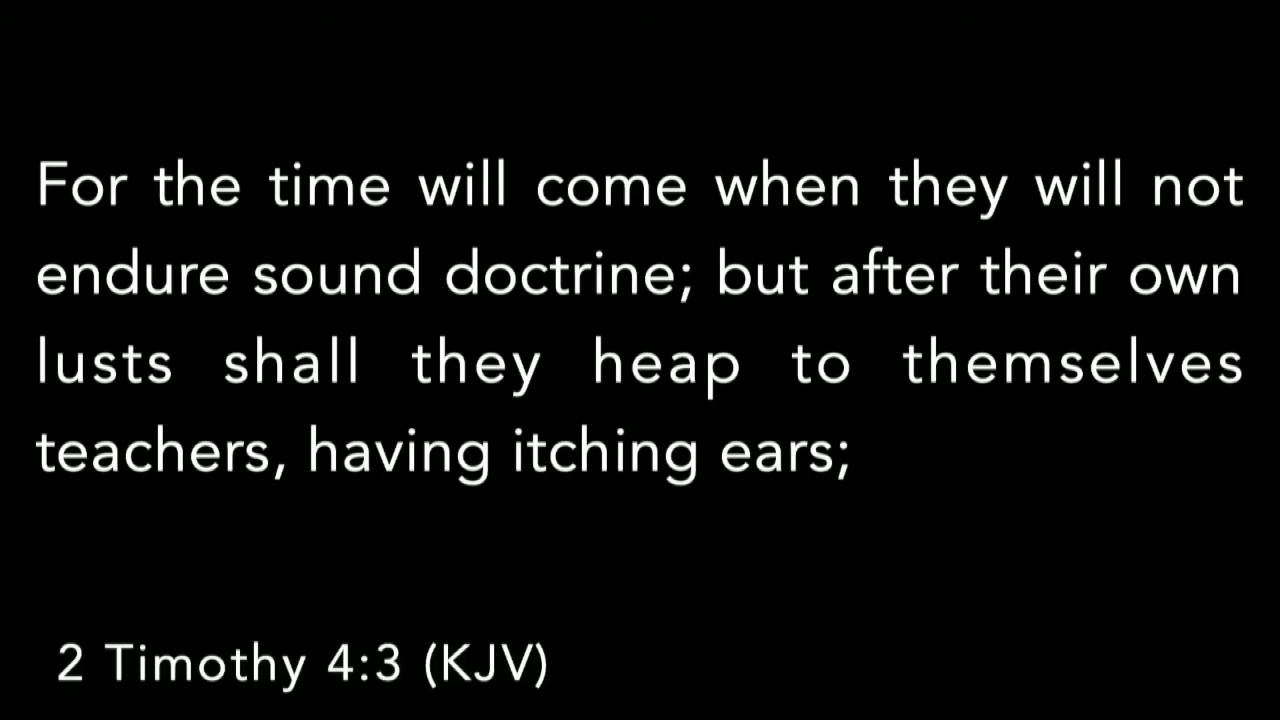 For the time will come when they will not
endure sound doctrine; but after their own
lusts shall they heap to themselves
teachers, having itching ears;
2 Timothy 4:3 (KJV)